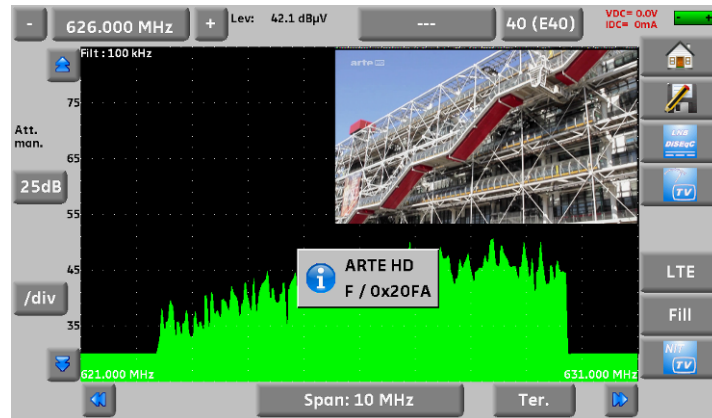 - 626.000 MHz + Lev: 42.1 dBµV --- 40 (E40) VDC= 0.0V
IDC= 0mA
- +
Filt : 100 kHz
arte HD
75
Att.
man.
65
LNB
DISEqC
25dB
TV
55
ARTE HD
F / 0x20FA
45
LTE
/div
Fill
35
NIT
TV
621.000 MHz 631.000 MHz
Span: 10 MHz Ter.